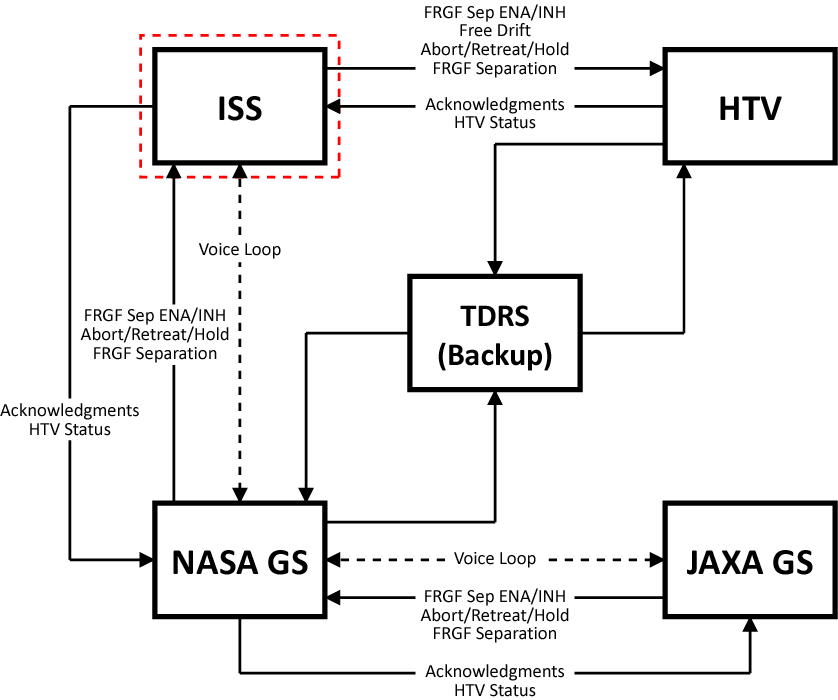 FRGF Sep ENA/INH
Free Drift
Abort/Retreat/Hold
FRGF Separation
ISS
HTV
Acknowledgments
HTV Status
Voice Loop
FRGF Sep ENA/INH
Abort/Retreat/Hold
FRGF Separation
TDRS
(Backup)
Acknowledgments
HTV Status
NASA GS
Voice Loop
JAXA GS
FRGF Sep ENA/INH
Abort/Retreat/Hold
FRGF Separation
Acknowledgments
HTV Status